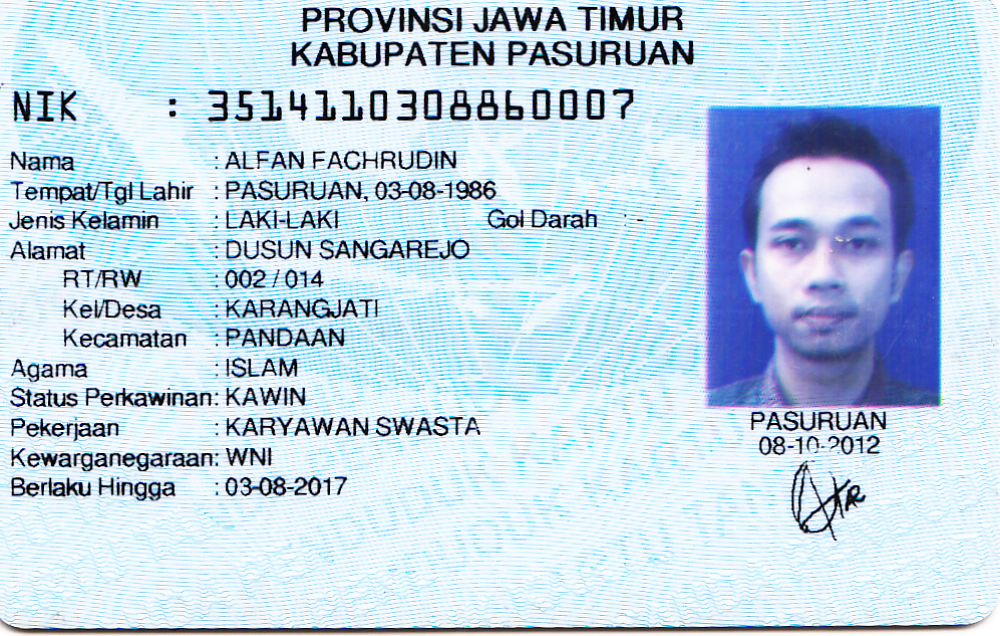 PROVINSI JAWA TIMUR
KABUPATEN PASURUAN
NIK : 3514110308860007
Nama : ALFAN FACHRUDIN
Tempat/Tgl Lahir : PASURUAN, 03-08-1986
Jenis Kelamin : LAKI-LAKI Gol Darah : -
Alamat : DUSUN SANGAREJO
RT/RW : 002 / 014
Kel/Desa : KARANGJATI
Kecamatan : PANDAAN
Agama : ISLAM
Status Perkawinan: KAWIN
Pekerjaan : KARYAWAN SWASTA
Kewarganegaraan: WNI
Berlaku Hingga : 03-08-2017
PASURUAN
08-10-2012